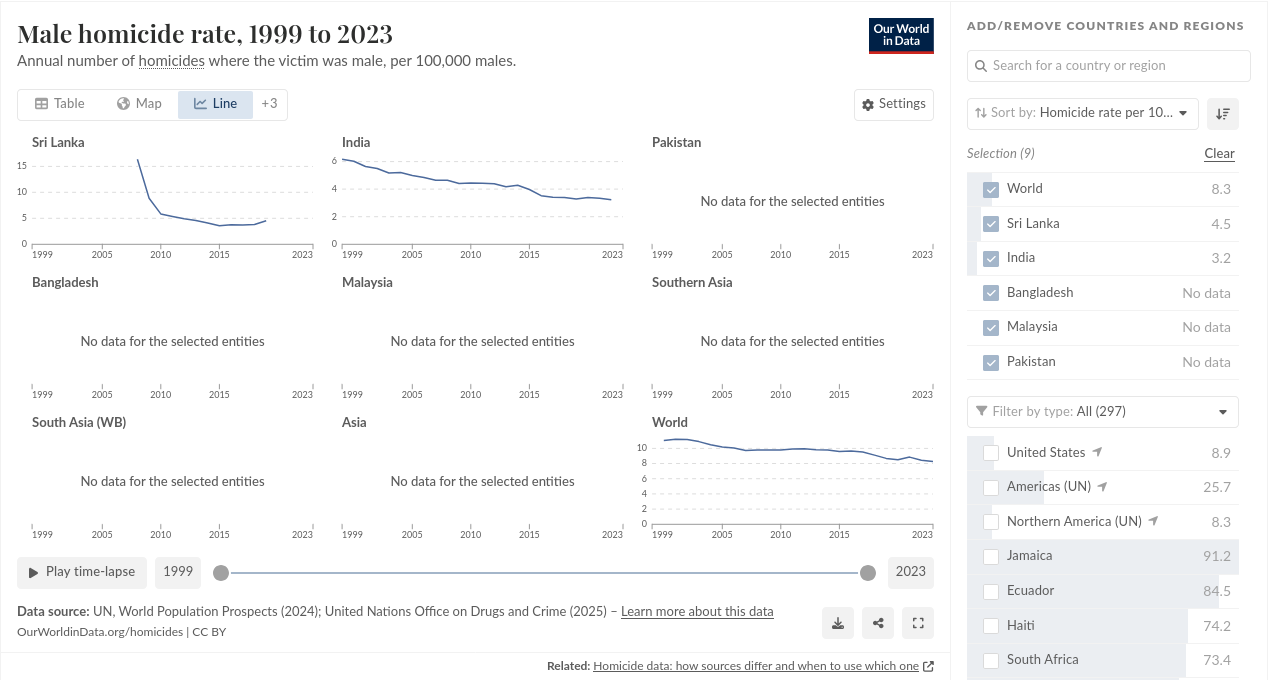 Male homicide rate, 1999 to 2023
Annual number of homicides where the victim was male, per 100,000 males.
Our World
in Data
Table
Map
Line
+3
Settings
Sri Lanka
15
10
5
0
1999
2005
2010
2015
2023
India
6
4
2
0
1999
2005
2010
2015
2023
Pakistan
No data for the selected entities
1999
2005
2010
2015
2023
Bangladesh
No data for the selected entities
1999
2005
2010
2015
2023
Malaysia
No data for the selected entities
1999
2005
2010
2015
2023
Southern Asia
No data for the selected entities
1999
2005
2010
2015
2023
South Asia (WB)
No data for the selected entities
1999
2005
2010
2015
2023
Asia
No data for the selected entities
1999
2005
2010
2015
2023
World
10
8
6
4
2
0
1999
2005
2010
2015
2023
Play time-lapse
1999
2023
Data source: UN, World Population Prospects (2024); United Nations Office on Drugs and Crime (2025) – Learn more about this data
OurWorldinData.org/homicides | CC BY
Related: Homicide data: how sources differ and when to use which one
ADD/REMOVE COUNTRIES AND REGIONS
Search for a country or region
Sort by: Homicide rate per 10...
Selection (9)
Clear
World 8.3
Sri Lanka 4.5
India 3.2
Bangladesh No data
Malaysia No data
Pakistan No data
Filter by type: All (297)
United States 8.9
Americas (UN) 25.7
Northern America (UN) 8.3
Jamaica 91.2
Ecuador 84.5
Haiti 74.2
South Africa 73.4